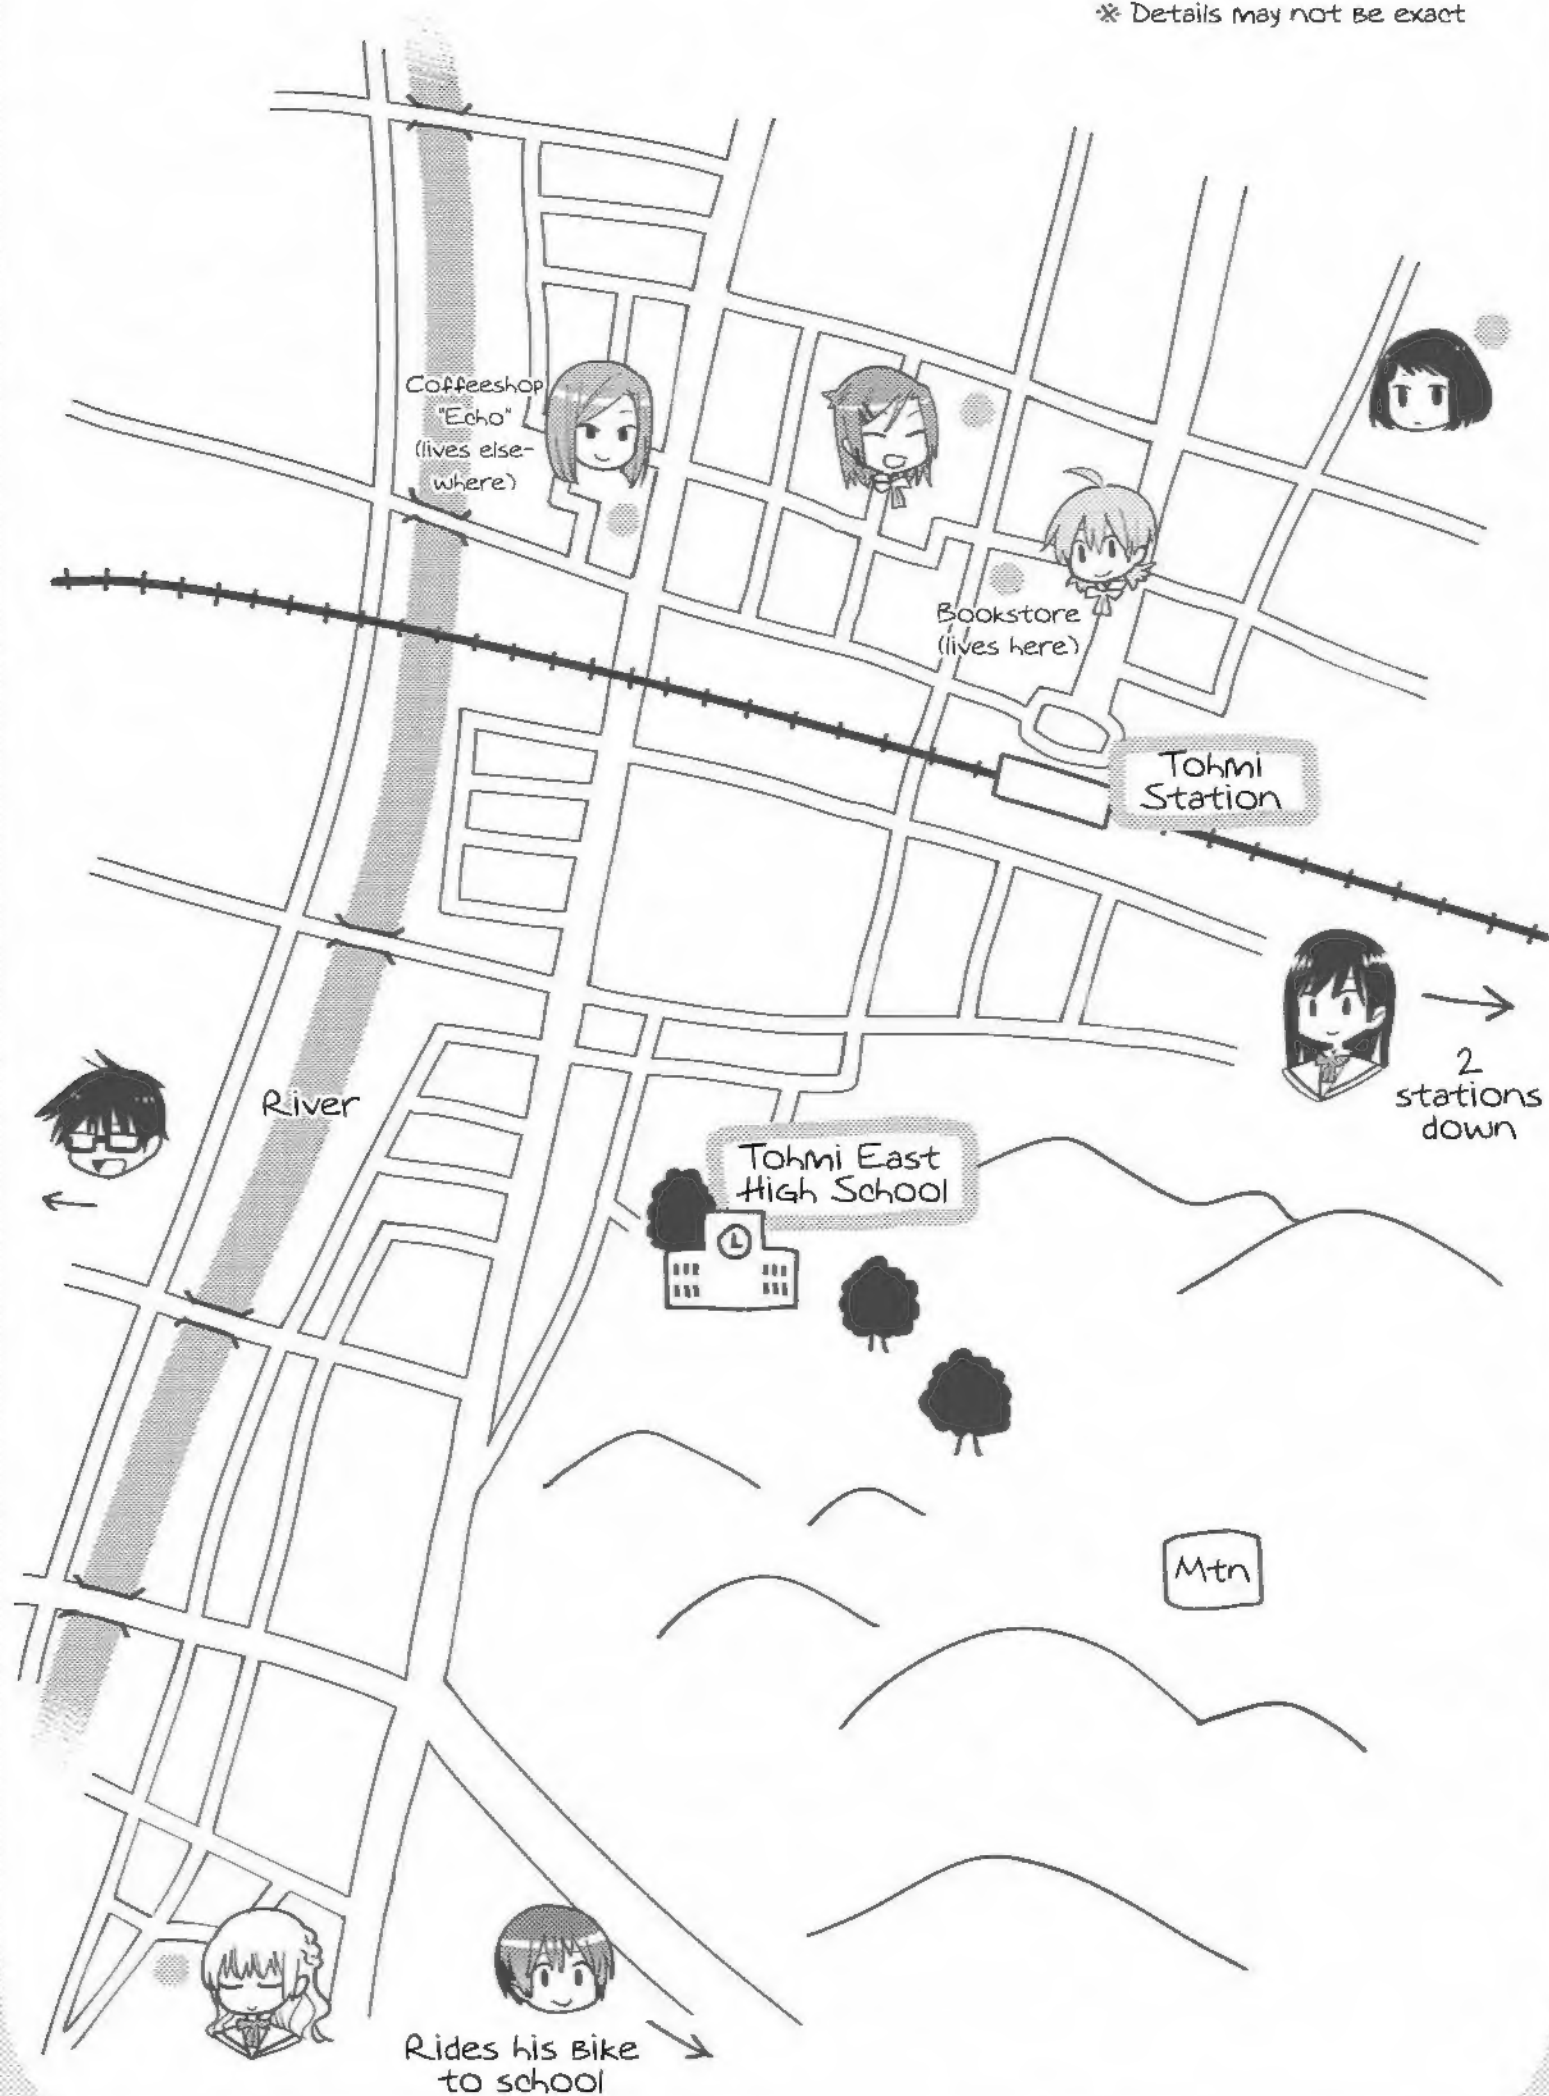 ※ Details may not be exact
Coffeeshop
"Echo"
(lives else-
where)
Bookstore
(lives here)
Tohmi
Station
2
stations
down
River
Tohmi East
High School
Mtn
Rides his bike
to school